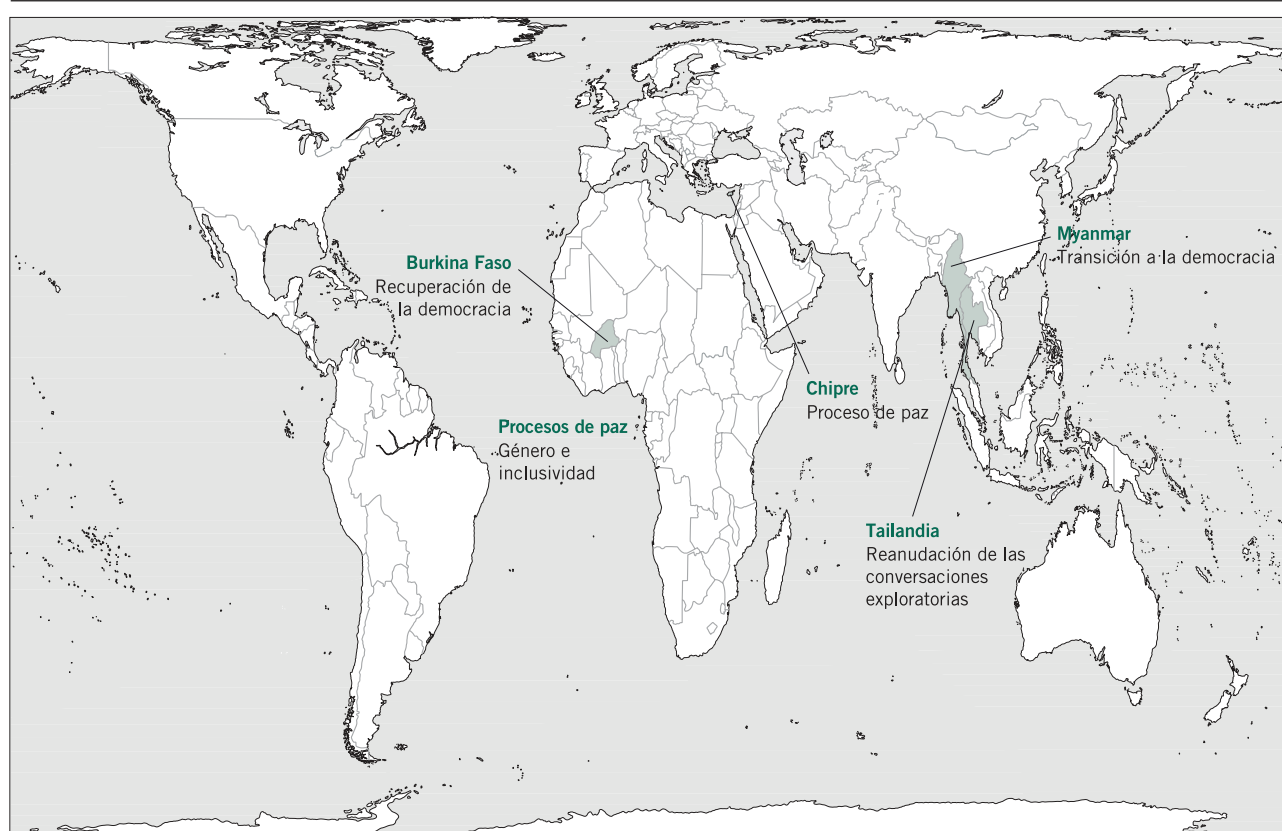 Burkina Faso
Recuperación de
la democracia
Procesos de paz
Género e
inclusividad
Chipre
Proceso de paz
Myanmar
Transición a la democracia
Tailandia
Reanudación de las
conversaciones
exploratorias